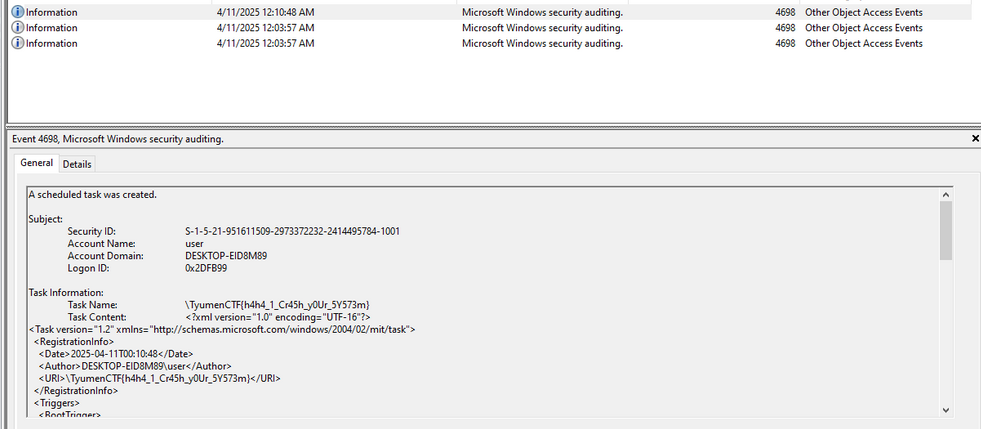 Information 4/11/2025 12:10:48 AM Microsoft Windows security auditing. 4698 Other Object Access Events
Information 4/11/2025 12:03:57 AM Microsoft Windows security auditing. 4698 Other Object Access Events
Information 4/11/2025 12:03:57 AM Microsoft Windows security auditing. 4698 Other Object Access Events
Event 4698, Microsoft Windows security auditing.
General Details
A scheduled task was created.
Subject:
Security ID: S-1-5-21-951611509-2973372232-2414495784-1001
Account Name: user
Account Domain: DESKTOP-EID8M89
Logon ID: 0x2DFB99
Task Information:
Task Name: \TyumenCTF{h4h4_1_Cr45h_y0Ur_5Y573m}
Task Content: <?xml version="1.0" encoding="UTF-16"?>
<Task version="1.2" xmlns="http://schemas.microsoft.com/windows/2004/02/mit/task">
<RegistrationInfo>
<Date>2025-04-11T00:10:48</Date>
<Author>DESKTOP-EID8M89\user</Author>
<URI>\TyumenCTF{h4h4_1_Cr45h_y0Ur_5Y573m}</URI>
</RegistrationInfo>
<Triggers>
<BootTrigger>